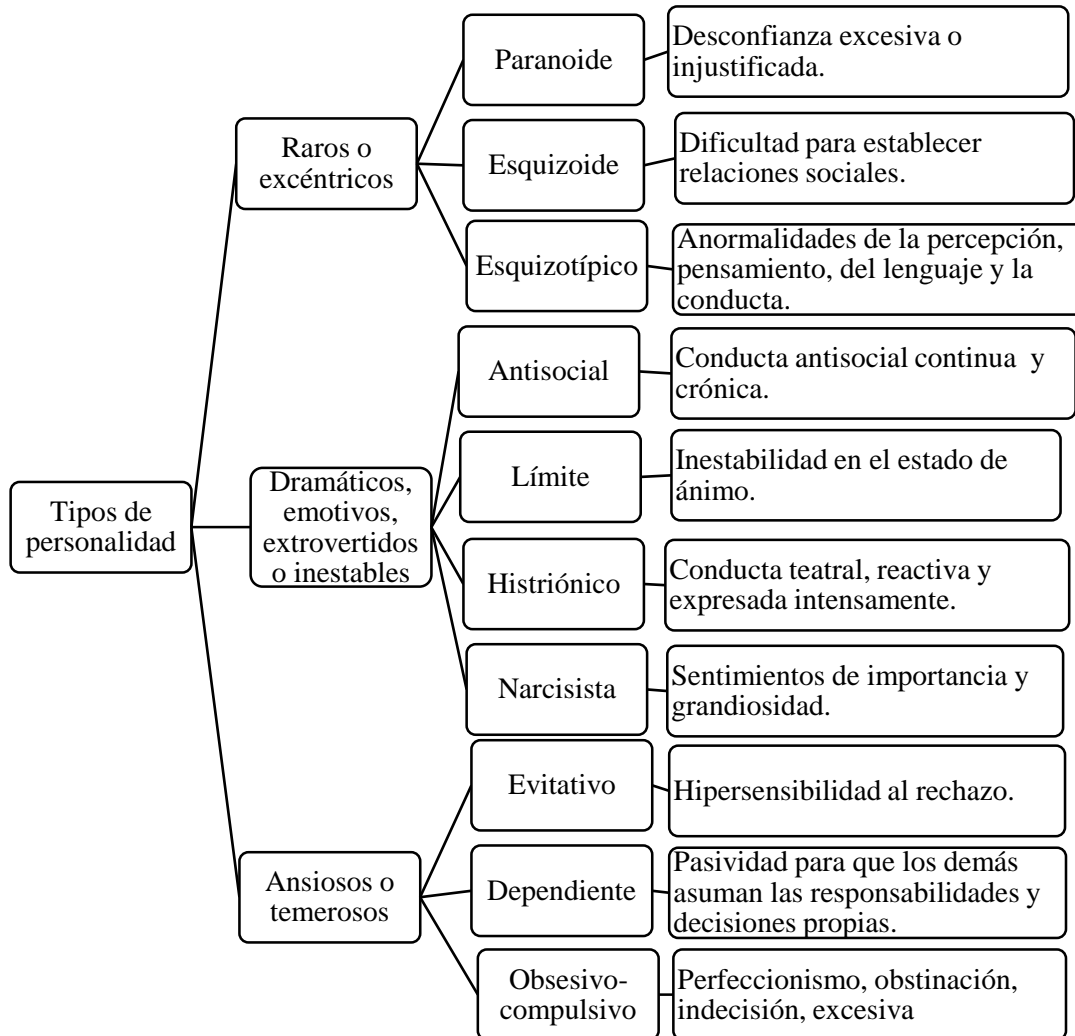 Tipos de
personalidad
Raros o
excéntricos
Paranoide
Desconfianza excesiva o
injustificada.
Esquizoide
Dificultad para establecer
relaciones sociales.
Esquizotípico
Anormalidades de la percepción,
pensamiento, del lenguaje y la
conducta.
Dramáticos,
emotivos,
extrovertidos
o inestables
Antisocial
Conducta antisocial continua y
crónica.
Límite
Inestabilidad en el estado de
ánimo.
Histriónico
Conducta teatral, reactiva y
expresada intensamente.
Narcisista
Sentimientos de importancia y
grandiosidad.
Ansiosos o
temerosos
Evitativo
Hipersensibilidad al rechazo.
Dependiente
Pasividad para que los demás
asuman las responsabilidades y
decisiones propias.
Obsesivo-
compulsivo
Perfeccionismo, obstinación,
indecisión, excesiva